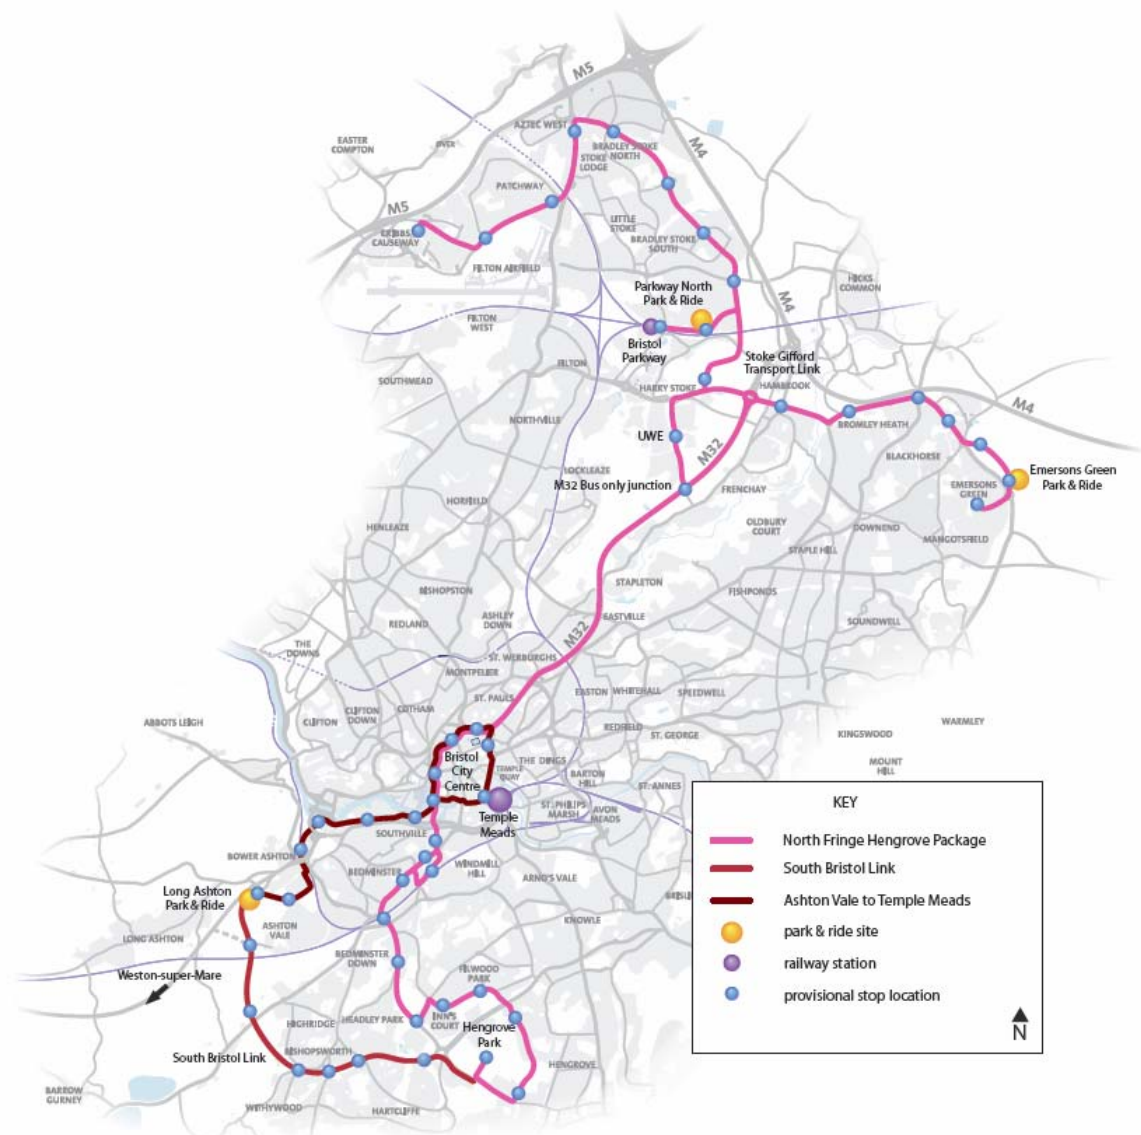 M5
AZTEC WEST
EASTER
COMPTON
OVER
BRADLEY STOKE
NORTH
STOKE
LODGE
M4
PATCHWAY
M5
CRIBBS
CAUSEWAY
LITTLE
STOKE
BRADLEY STOKE
SOUTH
FILTON AIRFIELD
HICKS
COMMON
Parkway North
Park & Ride
M4
FILTON
WEST
Bristol
Parkway
Stoke Gifford
Transport Link
FILTON
SOUTHMEAD
HARRY STOKE
HAMBROOK
M4
NORTHVILLE
BROMLEY HEATH
UWE
M32
BLACKHORSE
LOCKLEAZE
Emersons Green
Park & Ride
M32 Bus only junction
FRENCHAY
EMERSONS
GREEN
HORFIELD
OLDBURY
COURT
HENLEAZE
DOWNEND
MANGOTSFIELD
STAPLE HILL
STAPLETON
BISHOPSTON
FISHPONDS
ASHLEY
DOWN
EASTVILLE
REDLAND
SOUNDWELL
M32
THE
DOWNS
ST. WERBURGHS
MONTPELIER
ST. PAULS
EASTON
WHITEHALL
SPEEDWELL
CLIFTON
DOWN
COTHAM
ABBOTS LEIGH
CLIFTON
REDFIELD
ST. GEORGE
WARMLEY
KINGSWOOD
Bristol
City
Centre
THE DINGS
TEMPLE
QUAY
BARTON
HILL
MOUNT
HILL
ST. ANNES
ST. PHILIPS
MARSH
AVON
MEADS
Temple
Meads
SOUTHVILLE
BOWER ASHTON
BEDMINSTER
WINDMILL
HILL
ARNO'S VALE
Long Ashton
Park & Ride
KNOWLE
ASHTON
VALE
LONG ASHTON
BEDMINSTER
DOWN
Weston-super-Mare
FILWOOD
PARK
HIGHRIDGE
HEADLEY PARK
INN'S
COURT
Hengrove
Park
South Bristol Link
BISHOPSWORTH
HENGROVE
BARROW
GURNEY
WITHYWOOD
HARTCLIFFE
KEY
North Fringe Hengrove Package
South Bristol Link
Ashton Vale to Temple Meads
park & ride site
railway station
provisional stop location
N